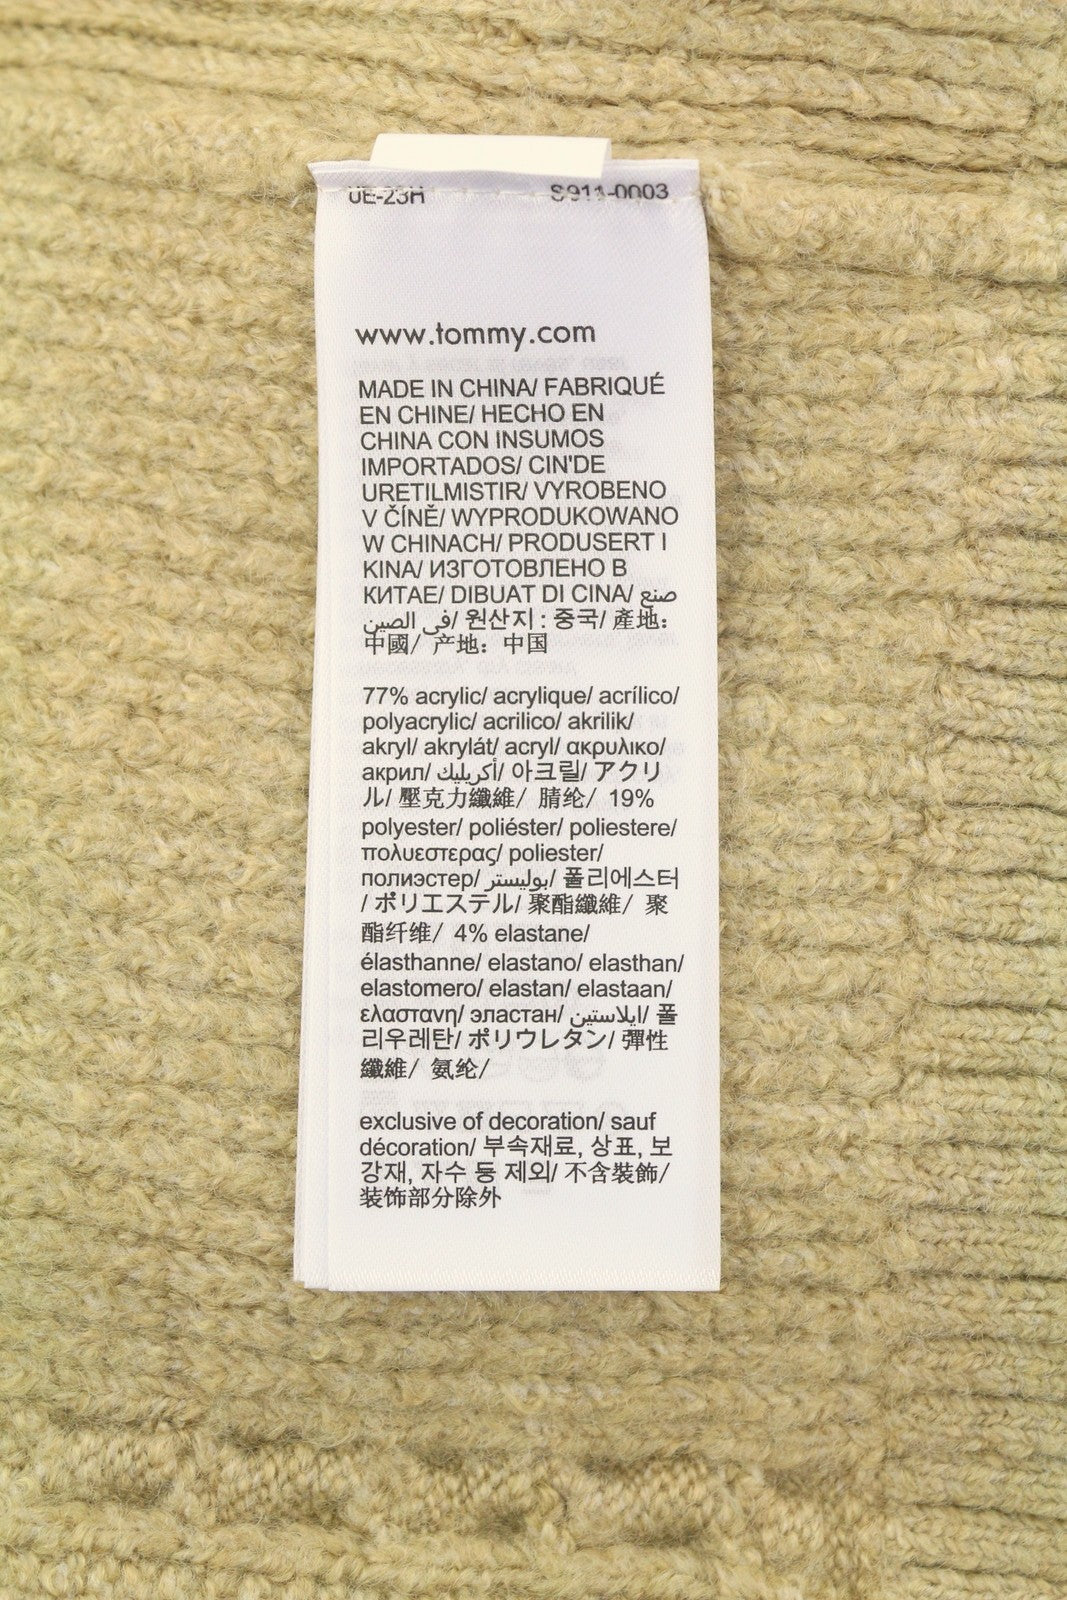 UE-23H S911-0003
www.tommy.com
MADE IN CHINA/ FABRIQUÉ
EN CHINE/ HECHO EN
CHINA CON INSUMOS
IMPORTADOS/ CIN'DE
URETILMISTIR/ VYROBENO
V ČÍNĚ/ WYPRODUKOWANO
W CHINACH/ PRODUSERT I
KINA/ ИЗГОТОВЛЕНО В
КИТАЕ/ DIBUAT DI CINA/ صنع
فى الصين/ 원산지 : 중국/ 產地：
中國/ 产地：中国
77% acrylic/ acrylique/ acrílico/
polyacrylic/ acrilico/ akrilik/
akryl/ akrylát/ acryl/ ακρυλικο/
акрил/ أكريليك/ 아크릴/ アクリ
ル/ 壓克力纖維/ 腈纶/ 19%
polyester/ poliéster/ poliestere/
πολυεστερας/ poliester/
полиэстер/ بوليستر/ 폴리에스터
/ ポリエステル/ 聚酯纖維/ 聚
酯纤维/ 4% elastane/
élasthanne/ elastano/ elasthan/
elastomero/ elastan/ elastaan/
ελαστανη/ эластан/ ايلاستين/ 폴
리우레탄/ ポリウレタン/ 彈性
纖維/ 氨纶/
exclusive of decoration/ sauf
décoration/ 부속재료, 상표, 보
강재, 자수 등 제외/ 不含裝飾/
装饰部分除外